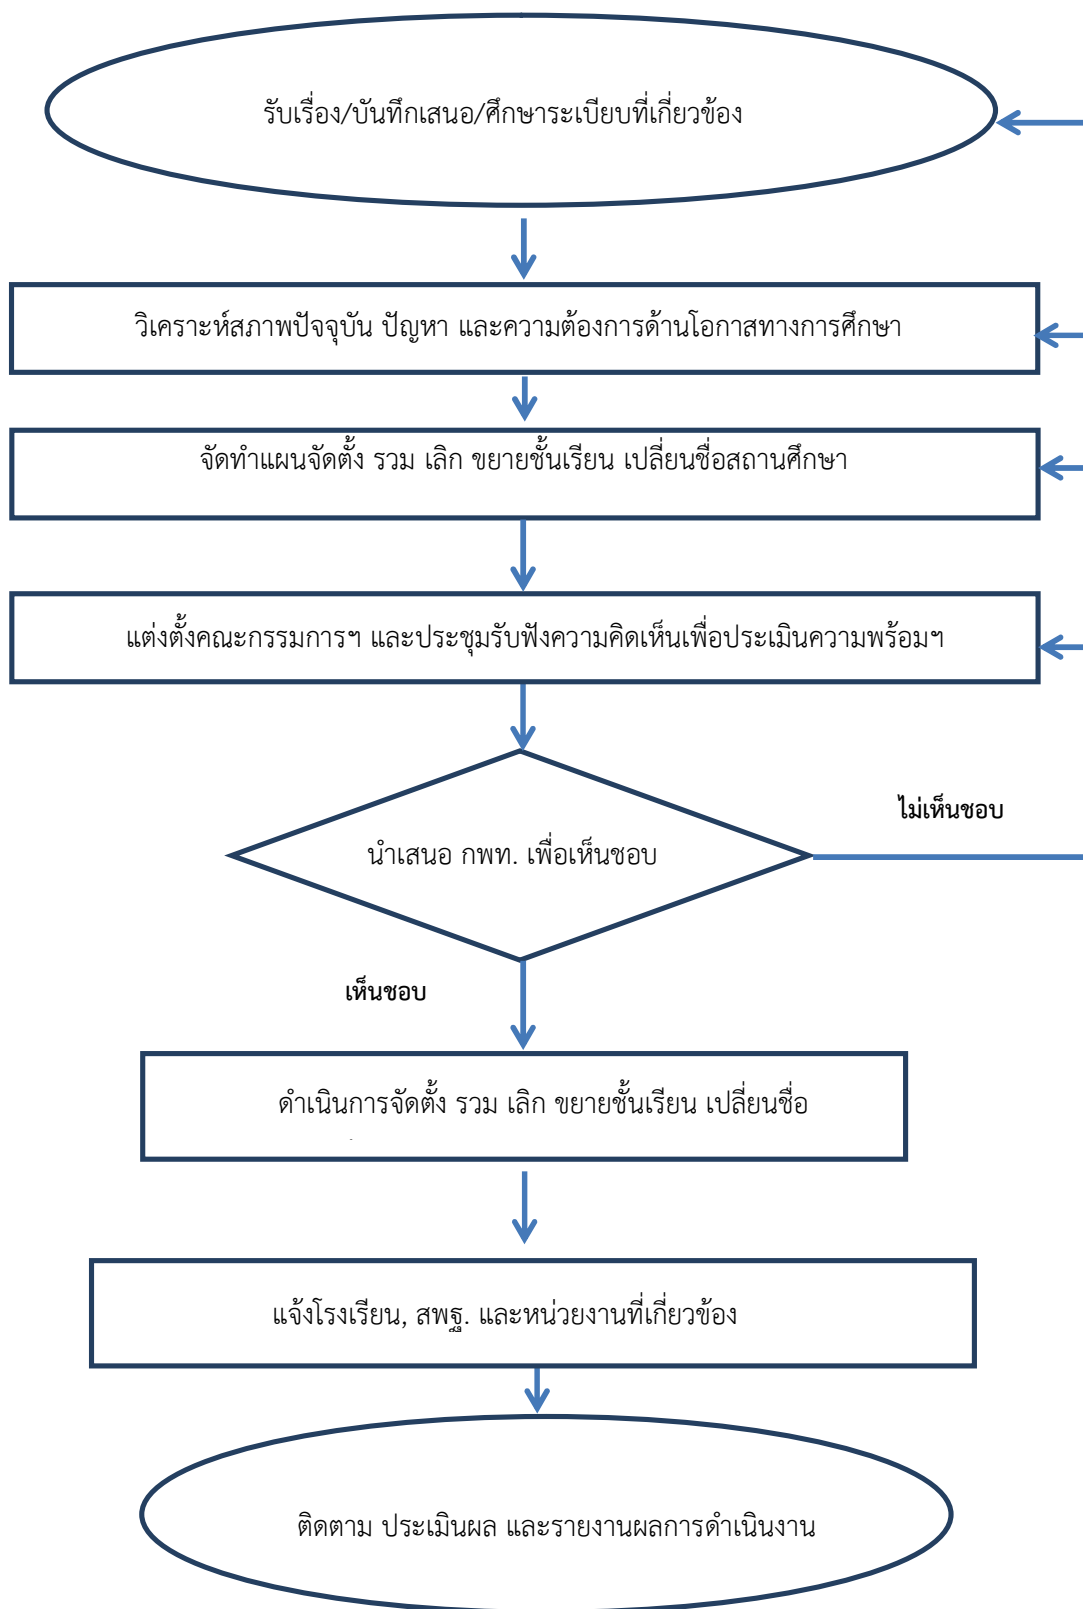 รับเรื่อง/บันทึกเสนอ/ศึกษาระเบียบที่เกี่ยวข้อง
วิเคราะห์สภาพปัจจุบัน ปัญหา และความต้องการด้านโอกาสทางการศึกษา
จัดทำแผนจัดตั้ง รวม เลิก ขยายชั้นเรียน เปลี่ยนชื่อสถานศึกษา
แต่งตั้งคณะกรรมการฯ และประชุมรับฟังความคิดเห็นเพื่อประเมินความพร้อมฯ
ไม่เห็นชอบ
นำเสนอ กพท. เพื่อเห็นชอบ
เห็นชอบ
ดำเนินการจัดตั้ง รวม เลิก ขยายชั้นเรียน เปลี่ยนชื่อ
แจ้งโรงเรียน, สพฐ. และหน่วยงานที่เกี่ยวข้อง
ติดตาม ประเมินผล และรายงานผลการดำเนินงาน